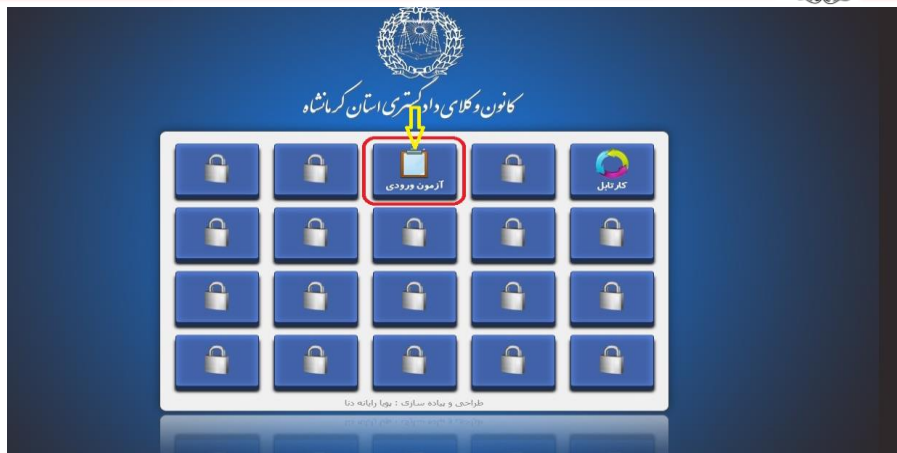 کانون وکلای دادگستری استان کرمانشاه
کارتابل
آزمون ورودی
طراحی و پیاده سازی : پویا رایانه دنا